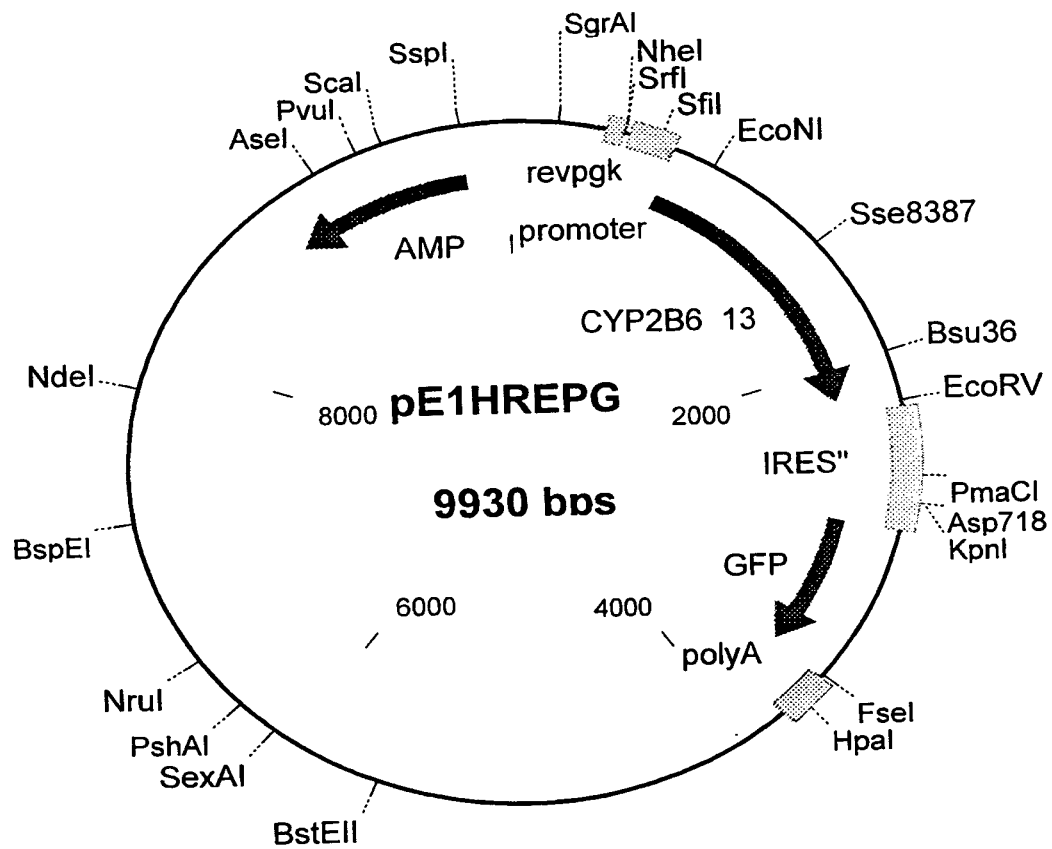 SgrAI
SspI
NheI
SrfI
SfiI
ScaI
PvuI
AseI
EcoNI
revpgk
promoter
AMP
Sse8387
CYP2B6 13
Bsu36
NdeI
EcoRV
8000
pE1HREPG
2000
IRES"
9930 bps
PmaCI
Asp718
KpnI
BspEI
GFP
6000
4000
polyA
NruI
PshAI
SexAI
FseI
HpaI
BstEII